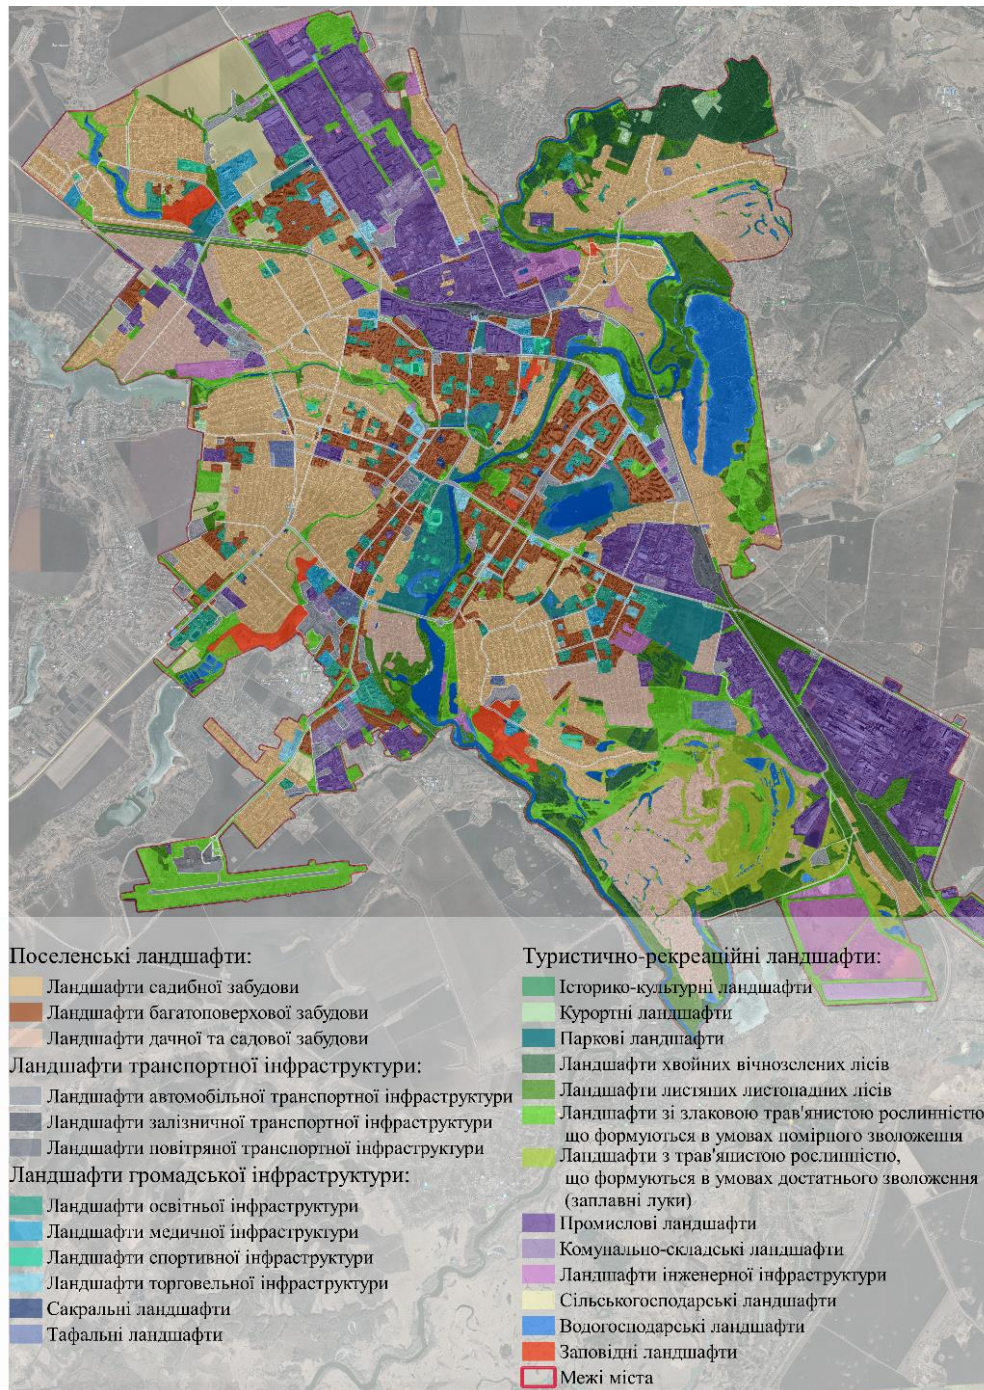 Поселенські ландшафти:
Ландшафти садибної забудови
Ландшафти багатоповерхової забудови
Ландшафти дачної та садової забудови
Ландшафти транспортної інфраструктури:
Ландшафти автомобільної транспортної інфраструктури
Ландшафти залізничної транспортної інфраструктури
Ландшафти повітряної транспортної інфраструктури
Ландшафти громадської інфраструктури:
Ландшафти освітньої інфраструктури
Ландшафти медичної інфраструктури
Ландшафти спортивної інфраструктури
Ландшафти торговельної інфраструктури
Сакральні ландшафти
Тафальні ландшафти
Туристично-рекреаційні ландшафти:
Історико-культурні ландшафти
Курортні ландшафти
Паркові ландшафти
Ландшафти хвойних вічнозелених лісів
Ландшафти листяних листопадних лісів
Ландшафти зі злаковою трав'янистою рослинністю
що формуються в умовах помірного зволоження
Ландшафти з трав'янистою рослинністю,
що формуються в умовах достатнього зволоження
(заплавні луки)
Промислові ландшафти
Комунально-складські ландшафти
Ландшафти інженерної інфраструктури
Сільськогосподарські ландшафти
Водогосподарські ландшафти
Заповідні ландшафти
Межі міста